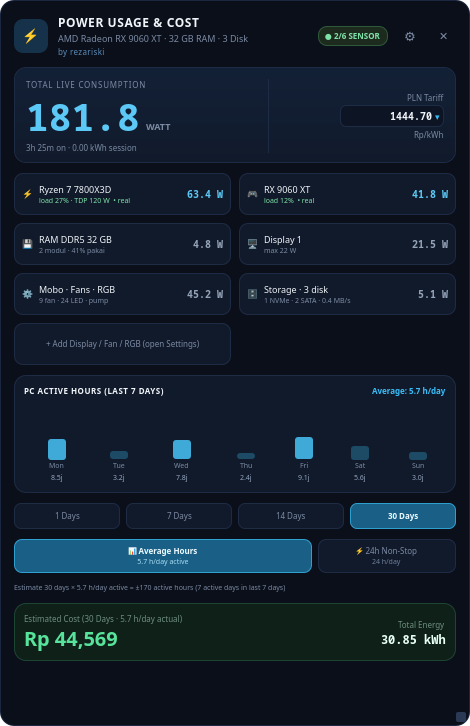 POWER USAGE & COST
AMD Radeon RX 9060 XT · 32 GB RAM · 3 Disk
by rezariski
2/6 SENSOR
TOTAL LIVE CONSUMPTION
181.8 WATT
3h 25m on · 0.00 kWh session
PLN Tariff
1444.70
Rp/kWh
Ryzen 7 7800X3D
load 27% · TDP 120 W • real
63.4 W
RX 9060 XT
load 12% • real
41.8 W
RAM DDR5 32 GB
2 modul · 41% pakai
4.8 W
Display 1
max 22 W
21.5 W
Mobo · Fans · RGB
9 fan · 24 LED · pump
45.2 W
Storage · 3 disk
1 NVMe · 2 SATA · 0.4 MB/s
5.1 W
+ Add Display / Fan / RGB (open Settings)
PC ACTIVE HOURS (LAST 7 DAYS)
Average: 5.7 h/day
Mon Tue Wed Thu Fri Sat Sun
8.5j 3.2j 7.8j 2.4j 9.1j 5.6j 3.0j
1 Days
7 Days
14 Days
30 Days
Average Hours
5.7 h/day active
24h Non-Stop
24 h/day
Estimate 30 days × 5.7 h/day active = ±170 active hours (7 active days in last 7 days)
Estimated Cost (30 Days · 5.7 h/day actual)
Rp 44,569
Total Energy
30.85 kWh